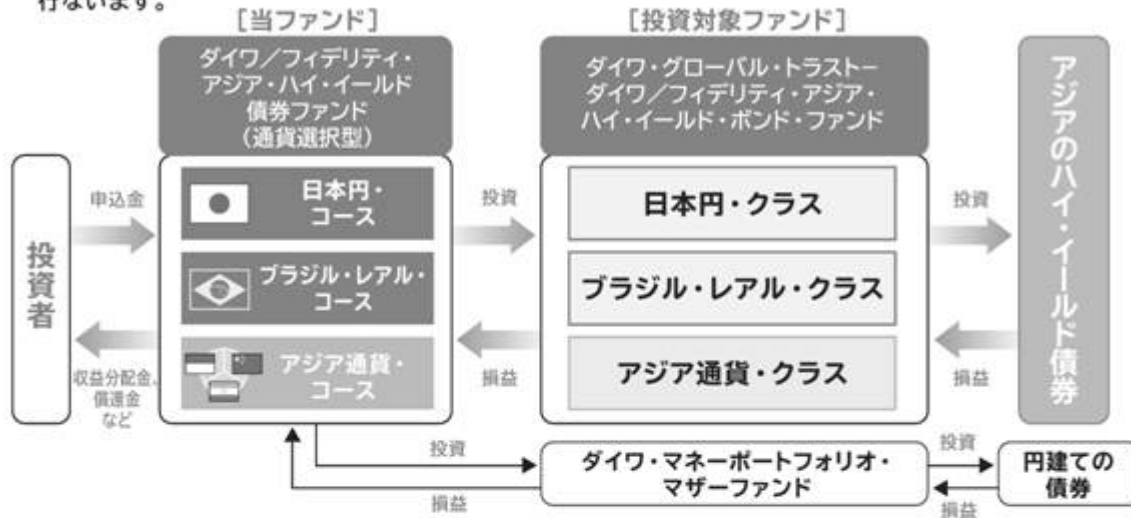 行ないます。
［当ファンド］
［投資対象ファンド］
ダイワ／フィデリティ・
アジア・ハイ・イールド
債券ファンド
（通貨選択型）
ダイワ・グローバル・トラストー
ダイワ／フィデリティ・アジア・
ハイ・イールド・ボンド・ファンド
投資者
申込金
収益分配金、
償還金
など
日本円・
コース
ブラジル・レアル・
コース
アジア通貨・
コース
投資
損益
日本円・クラス
ブラジル・レアル・クラス
アジア通貨・クラス
投資
損益
アジアのハイ・イールド債券
投資
損益
ダイワ・マネーポートフォリオ・
マザーファンド
投資
損益
円建ての
債券